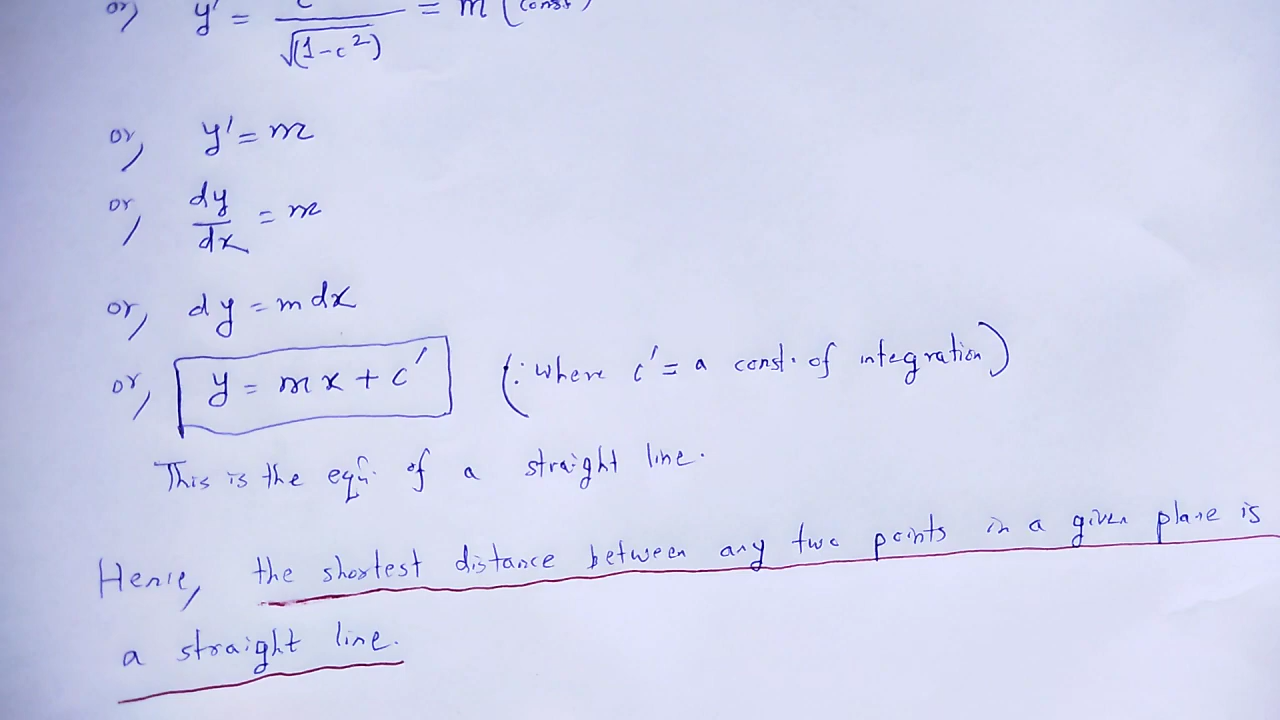 or, y' = c / √(1-c²) = m (const)
or, y' = m
or, dy/dx = m
or, dy = m dx
or, y = mx + c' (∵ where c' = a const. of integration)
This is the eqn. of a straight line.
Hence, the shortest distance between any two points in a given plane is
a straight line.